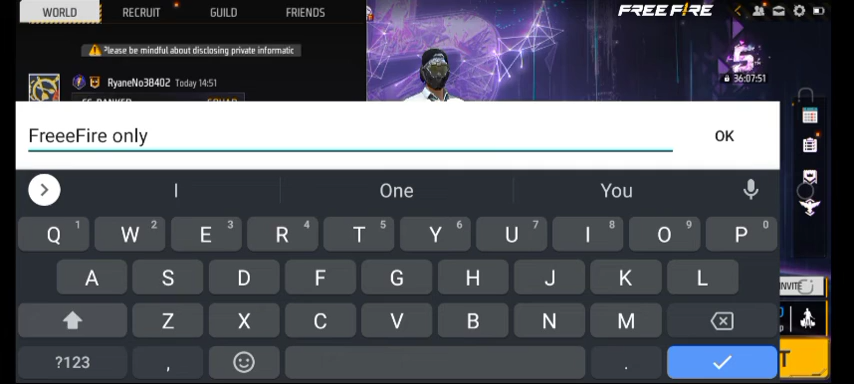 WORLD RECRUIT GUILD FRIENDS
FREE FIRE
Please be mindful about disclosing private informatic
RyaneNo38402 Today 14:51
36:07:51
FreeeFire only
OK
I One You
Q 1 W 2 E 3 R 4 T 5 Y 6 U 7 I 8 O 9 P 0
A S D F G H J K L
INVITE
Z X C V B N M
?123 , .
T